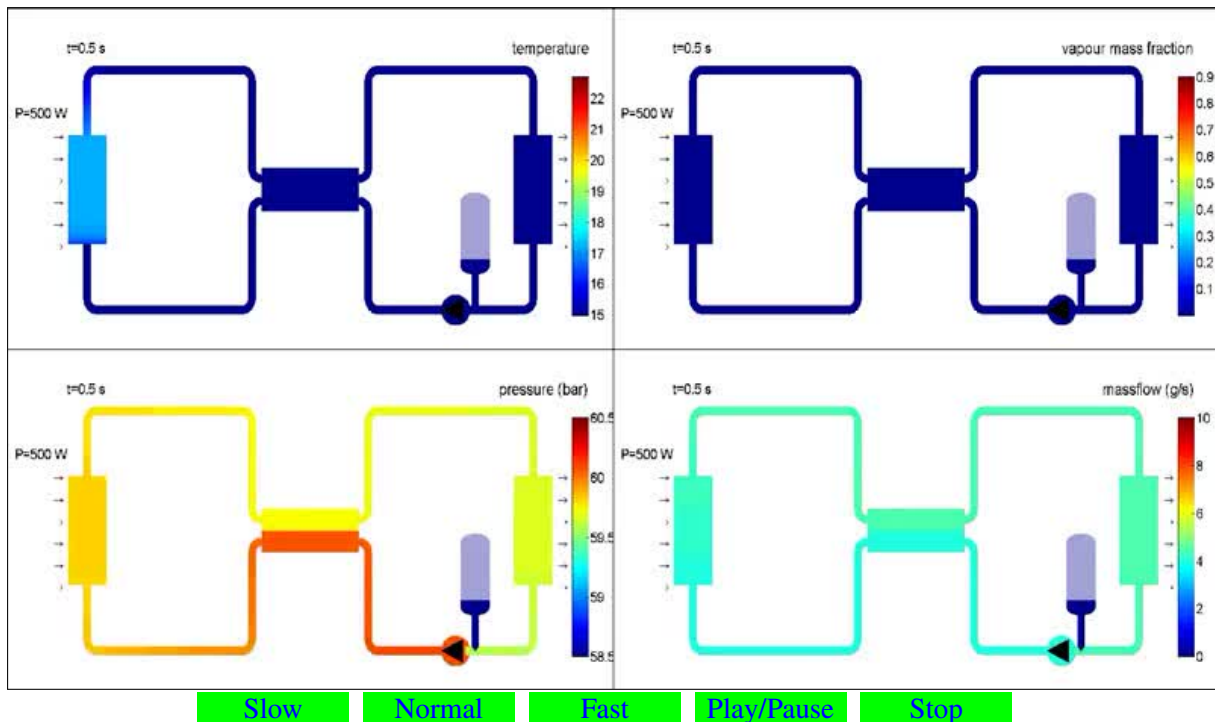 t=0.5 s
temperature
P=500 W
22
21
20
19
18
17
16
15
t=0.5 s
vapour mass fraction
P=500 W
0.9
0.8
0.7
0.6
0.5
0.4
0.3
0.2
0.1
t=0.5 s
pressure (bar)
P=500 W
60.5
60
59.5
59
58.5
t=0.5 s
massflow (g/s)
P=500 W
10
8
6
4
2
0
Slow Normal Fast Play/Pause Stop